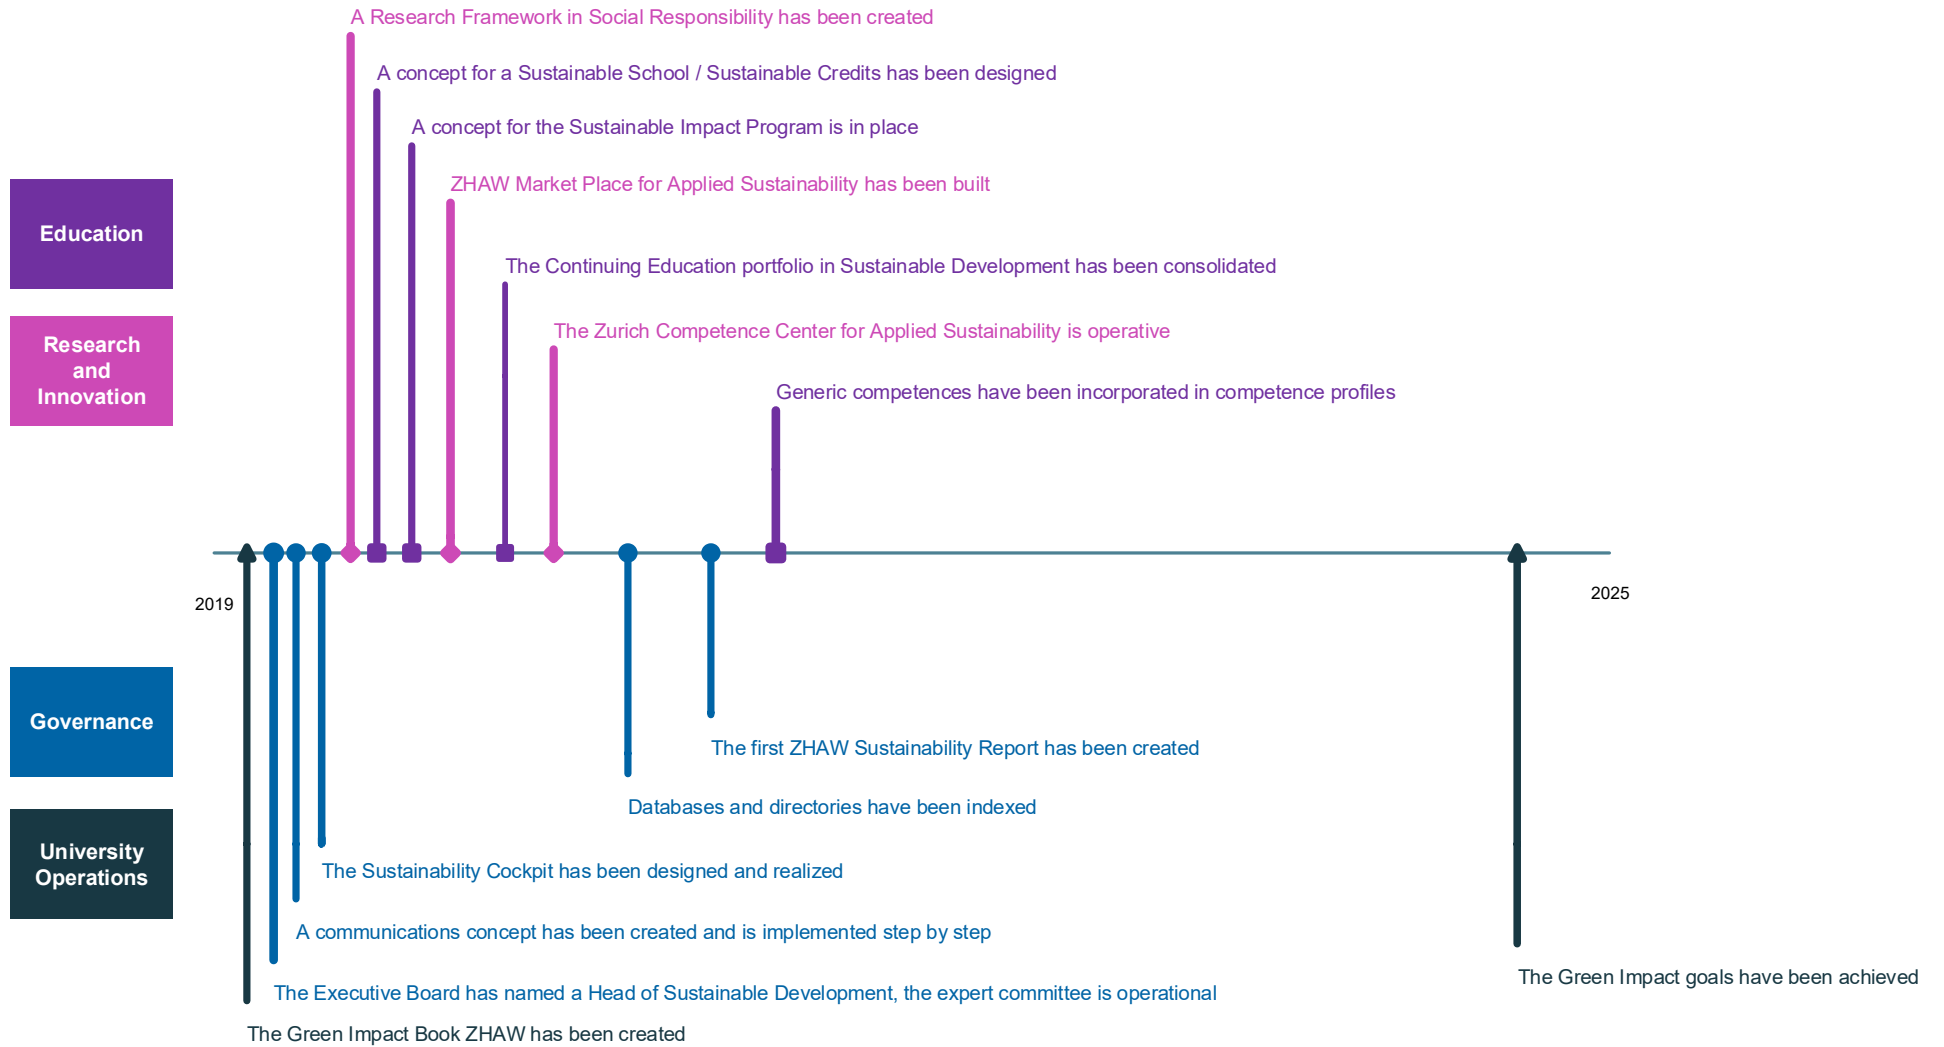 A Research Framework in Social Responsibility has been created
A concept for a Sustainable School / Sustainable Credits has been designed
A concept for the Sustainable Impact Program is in place
ZHAW Market Place for Applied Sustainability has been built
Education
The Continuing Education portfolio in Sustainable Development has been consolidated
The Zurich Competence Center for Applied Sustainability is operative
Research
and
Innovation
Generic competences have been incorporated in competence profiles
2019
2025
Governance
The first ZHAW Sustainability Report has been created
Databases and directories have been indexed
University
Operations
The Sustainability Cockpit has been designed and realized
A communications concept has been created and is implemented step by step
The Green Impact goals have been achieved
The Executive Board has named a Head of Sustainable Development, the expert committee is operational
The Green Impact Book ZHAW has been created